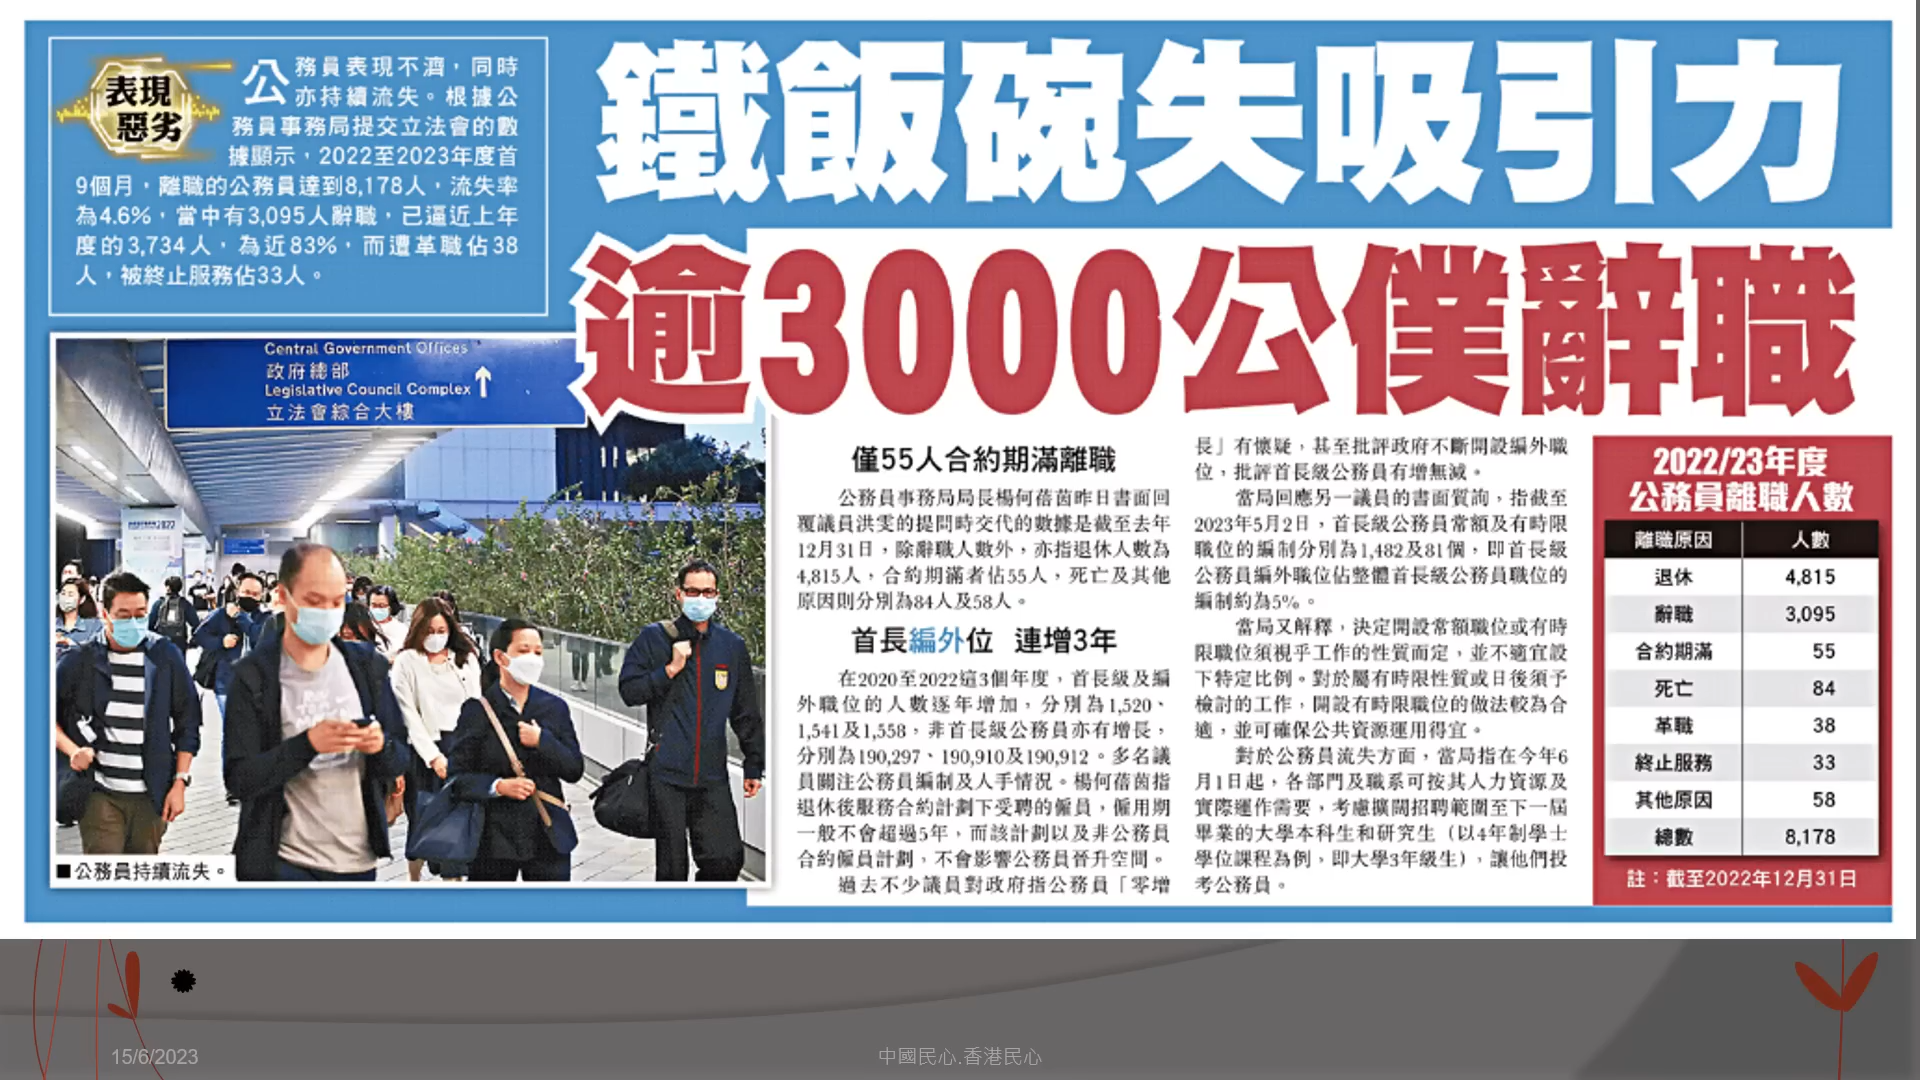 鐵飯碗失吸引力
逾3000公僕辭職
表現
惡劣
公務員表現不濟，同時
亦持續流失。根據公
務員事務局提交立法會的數
據顯示，2022至2023年度首
9個月，離職的公務員達到8,178人，流失率
為4.6%，當中有3,095人辭職，已逼近上年
度的3,734人，為近83%，而遭革職佔38
人，被終止服務佔33人。
Central Government Offices
政府總部
Legislative Council Complex
立法會綜合大樓
■公務員持續流失。
僅55人合約期滿離職
公務員事務局局長楊何蓓茵昨日書面回
覆議員洪雯的提問時交代的數據是截至去年
12月31日，除辭職人數外，亦指退休人數為
4,815人，合約期滿者佔55人，死亡及其他
原因則分別為84人及58人。
首長編外位 連增3年
在2020至2022這3個年度，首長級及編
外職位的人數逐年增加，分別為1,520、
1,541及1,558，非首長級公務員亦有增長，
分別為190,297、190,910及190,912。多名議
員關注公務員編制及人手情況。楊何蓓茵指
退休後服務合約計劃下受聘的僱員，僱用期
一般不會超過5年，而該計劃以及非公務員
合約僱員計劃，不會影響公務員晉升空間。
過去不少議員對政府指公務員「零增
長」有懷疑，甚至批評政府不斷開設編外職
位，批評首長級公務員有增無減。
當局回應另一議員的書面質詢，指截至
2023年5月2日，首長級公務員常額及有時限
職位的編制分別為1,482及81個，即首長級
公務員編外職位佔整體首長級公務員職位的
編制約為5%。
當局又解釋，決定開設常額職位或有時
限職位須視乎工作的性質而定，並不適宜設
下特定比例。對於屬有時限性質或日後須予
檢討的工作，開設有時限職位的做法較為合
適，並可確保公共資源運用得宜。
對於公務員流失方面，當局指在今年6
月1日起，各部門及職系可按其人力資源及
實際運作需要，考慮擴闊招聘範圍至下一屆
畢業的大學本科生和研究生（以4年制學士
學位課程為例，即大學3年級生），讓他們投
考公務員。
2022/23年度
公務員離職人數
離職原因 人數
退休 4,815
辭職 3,095
合約期滿 55
死亡 84
革職 38
終止服務 33
其他原因 58
總數 8,178
註：截至2022年12月31日
15/6/2023
中國民心.香港民心